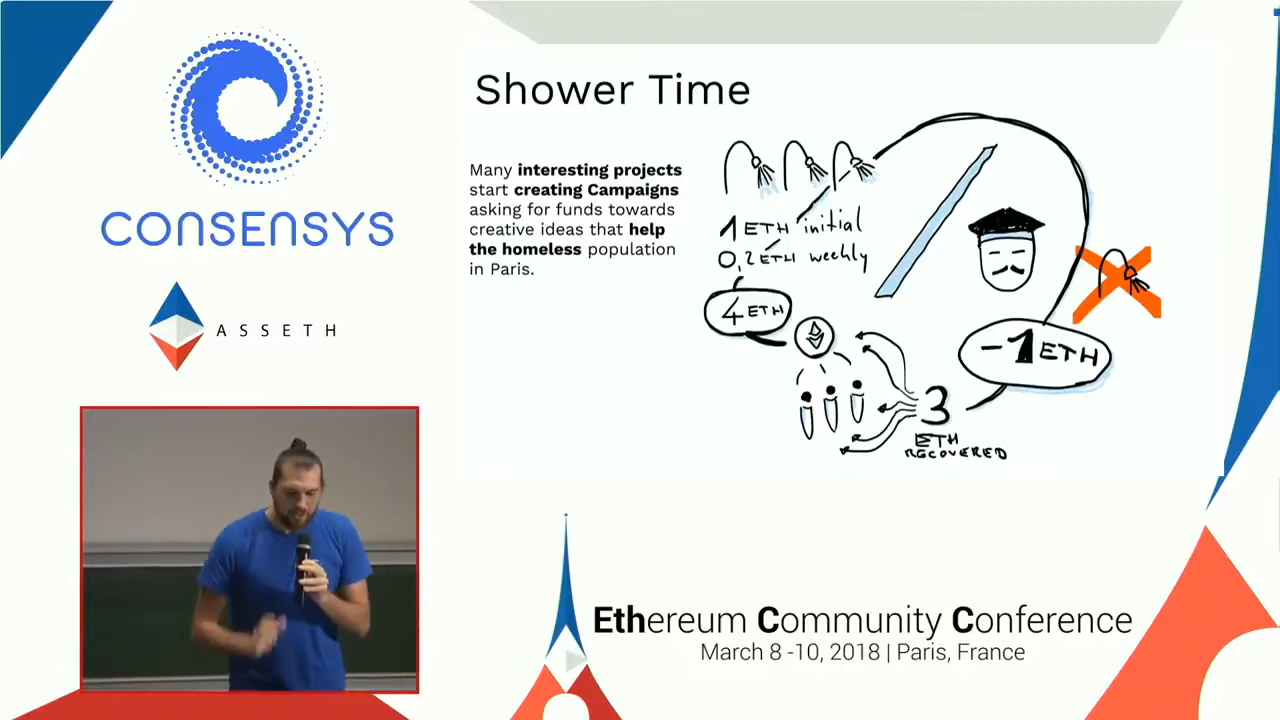 CONSENSYS
ASSETH
Shower Time
Many interesting projects
start creating Campaigns
asking for funds towards
creative ideas that help
the homeless population
in Paris.
1 ETH initial
0,2 ETH weekly
4 ETH
-1 ETH
3
ETH
RECOVERED
Ethereum Community Conference
March 8 -10, 2018 | Paris, France